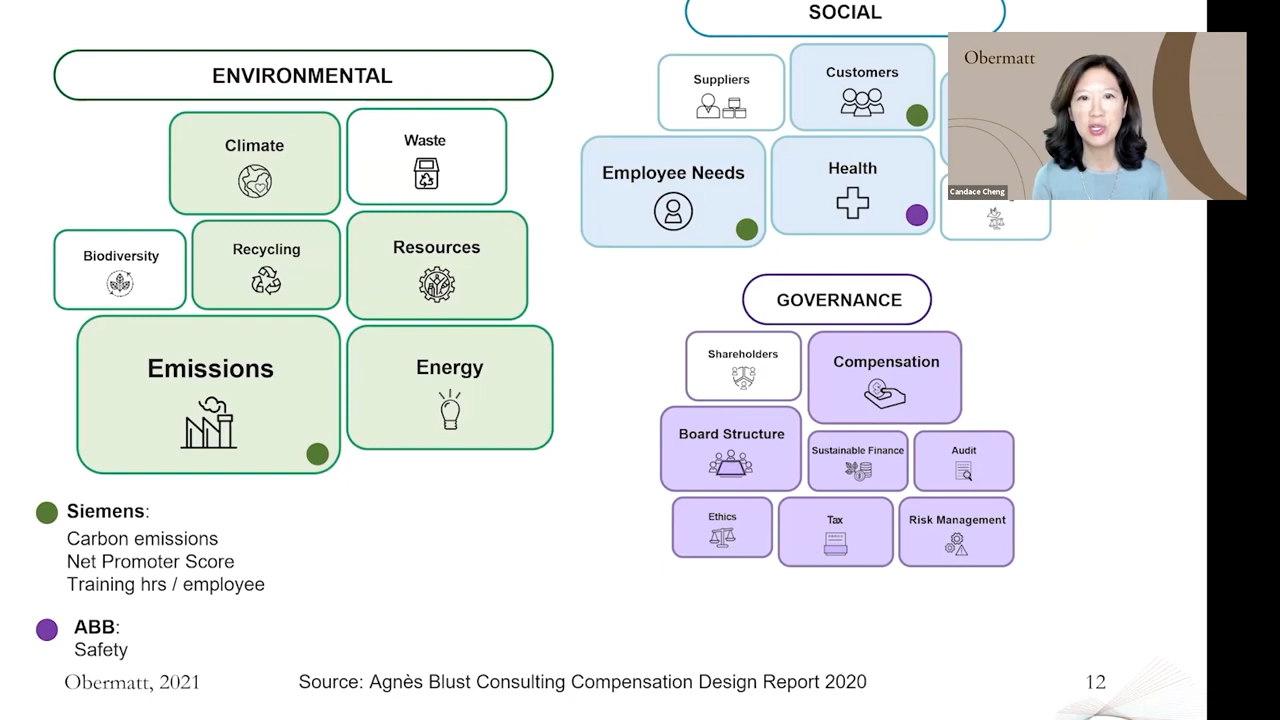 SOCIAL
ENVIRONMENTAL
Suppliers
Customers
Obermatt
Climate
Waste
Employee Needs
Health
Candace Cheng
Biodiversity
Recycling
Resources
GOVERNANCE
Emissions
Energy
Shareholders
Compensation
Board Structure
Sustainable Finance
Audit
Ethics
Tax
Risk Management
Siemens:
Carbon emissions
Net Promoter Score
Training hrs / employee
ABB:
Safety
Obermatt, 2021
Source: Agnès Blust Consulting Compensation Design Report 2020
12